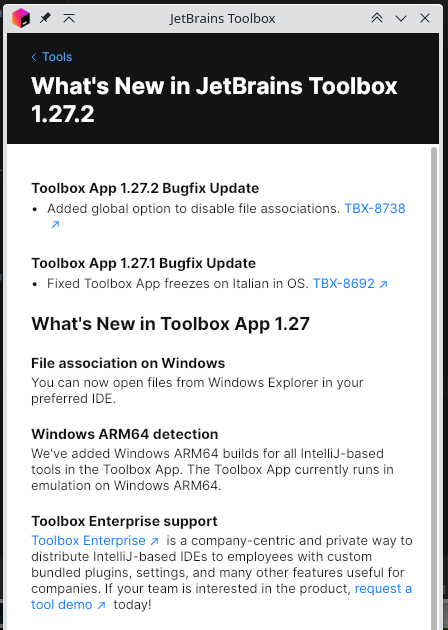 JetBrains Toolbox
Tools
What's New in JetBrains Toolbox
1.27.2
Toolbox App 1.27.2 Bugfix Update
• Added global option to disable file associations. TBX-8738
↗
Toolbox App 1.27.1 Bugfix Update
• Fixed Toolbox App freezes on Italian in OS. TBX-8692 ↗
What's New in Toolbox App 1.27
File association on Windows
You can now open files from Windows Explorer in your
preferred IDE.
Windows ARM64 detection
We've added Windows ARM64 builds for all IntelliJ-based
tools in the Toolbox App. The Toolbox App currently runs in
emulation on Windows ARM64.
Toolbox Enterprise support
Toolbox Enterprise ↗ is a company-centric and private way to
distribute IntelliJ-based IDEs to employees with custom
bundled plugins, settings, and many other features useful for
companies. If your team is interested in the product, request a
tool demo ↗ today!